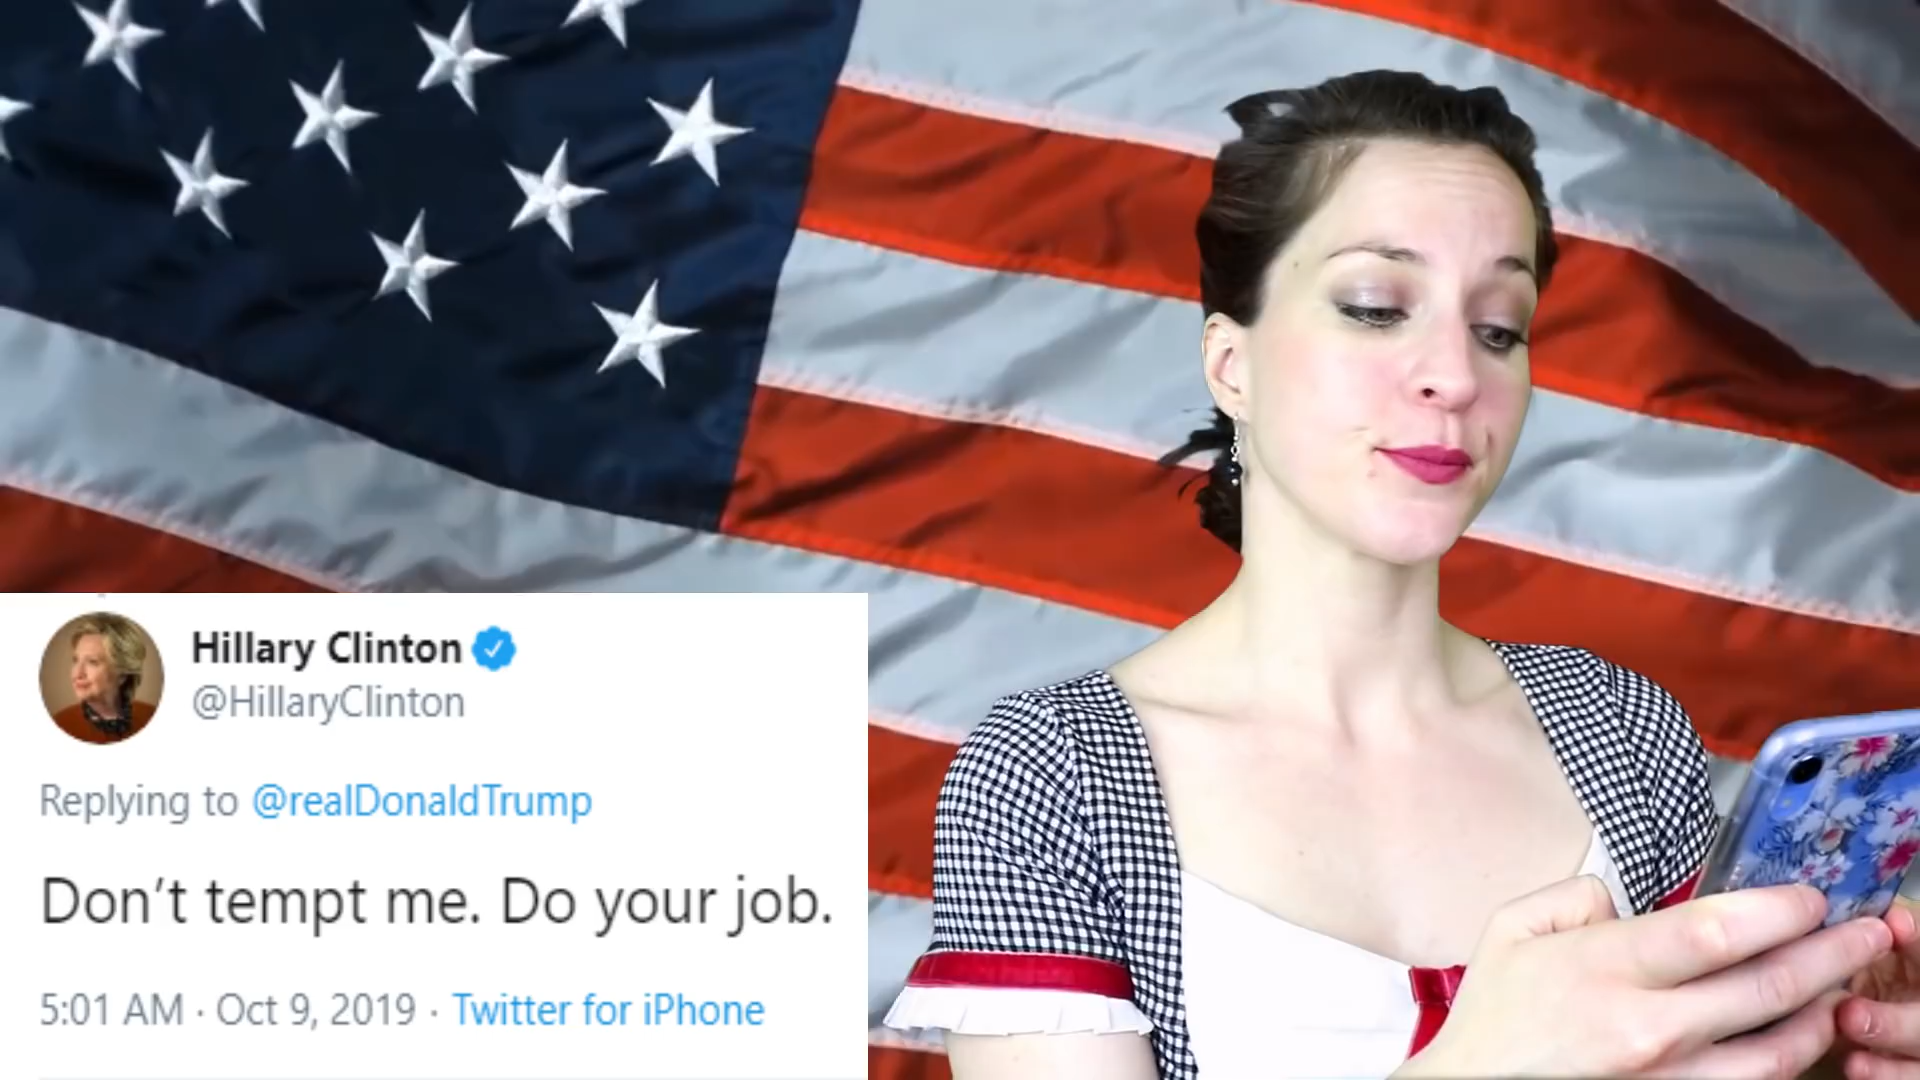 Hillary Clinton
@HillaryClinton
Replying to @realDonaldTrump
Don't tempt me. Do your job.
5:01 AM · Oct 9, 2019 · Twitter for iPhone